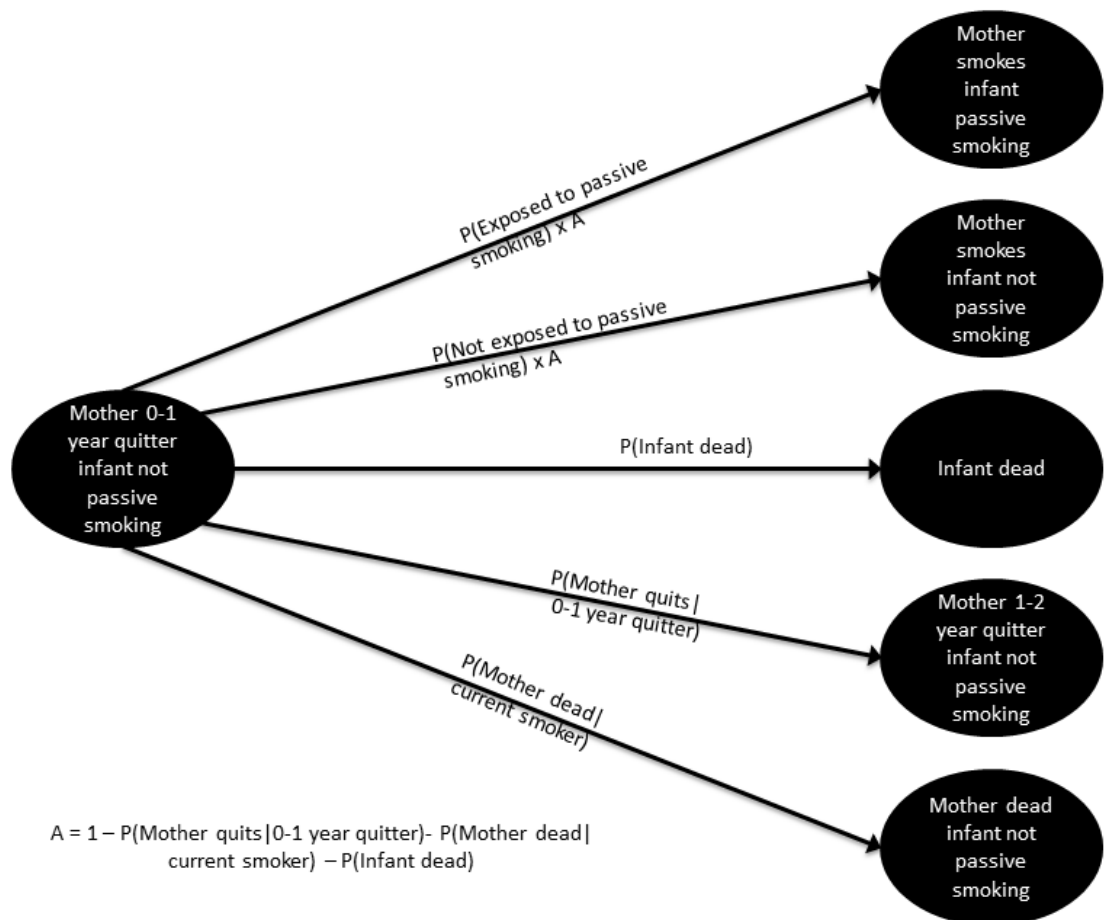 Mother
smokes
infant
passive
smoking
P(Exposed to passive
smoking) x A
Mother
smokes
infant not
passive
smoking
P(Not exposed to passive
smoking) x A
Mother 0-1
year quitter
infant not
passive
smoking
P(Infant dead)
Infant dead
P(Mother quits|
0-1 year quitter)
Mother 1-2
year quitter
infant not
passive
smoking
P(Mother dead|
current smoker)
Mother dead
infant not
passive
smoking
A = 1 – P(Mother quits|0-1 year quitter)- P(Mother dead|
current smoker) – P(Infant dead)